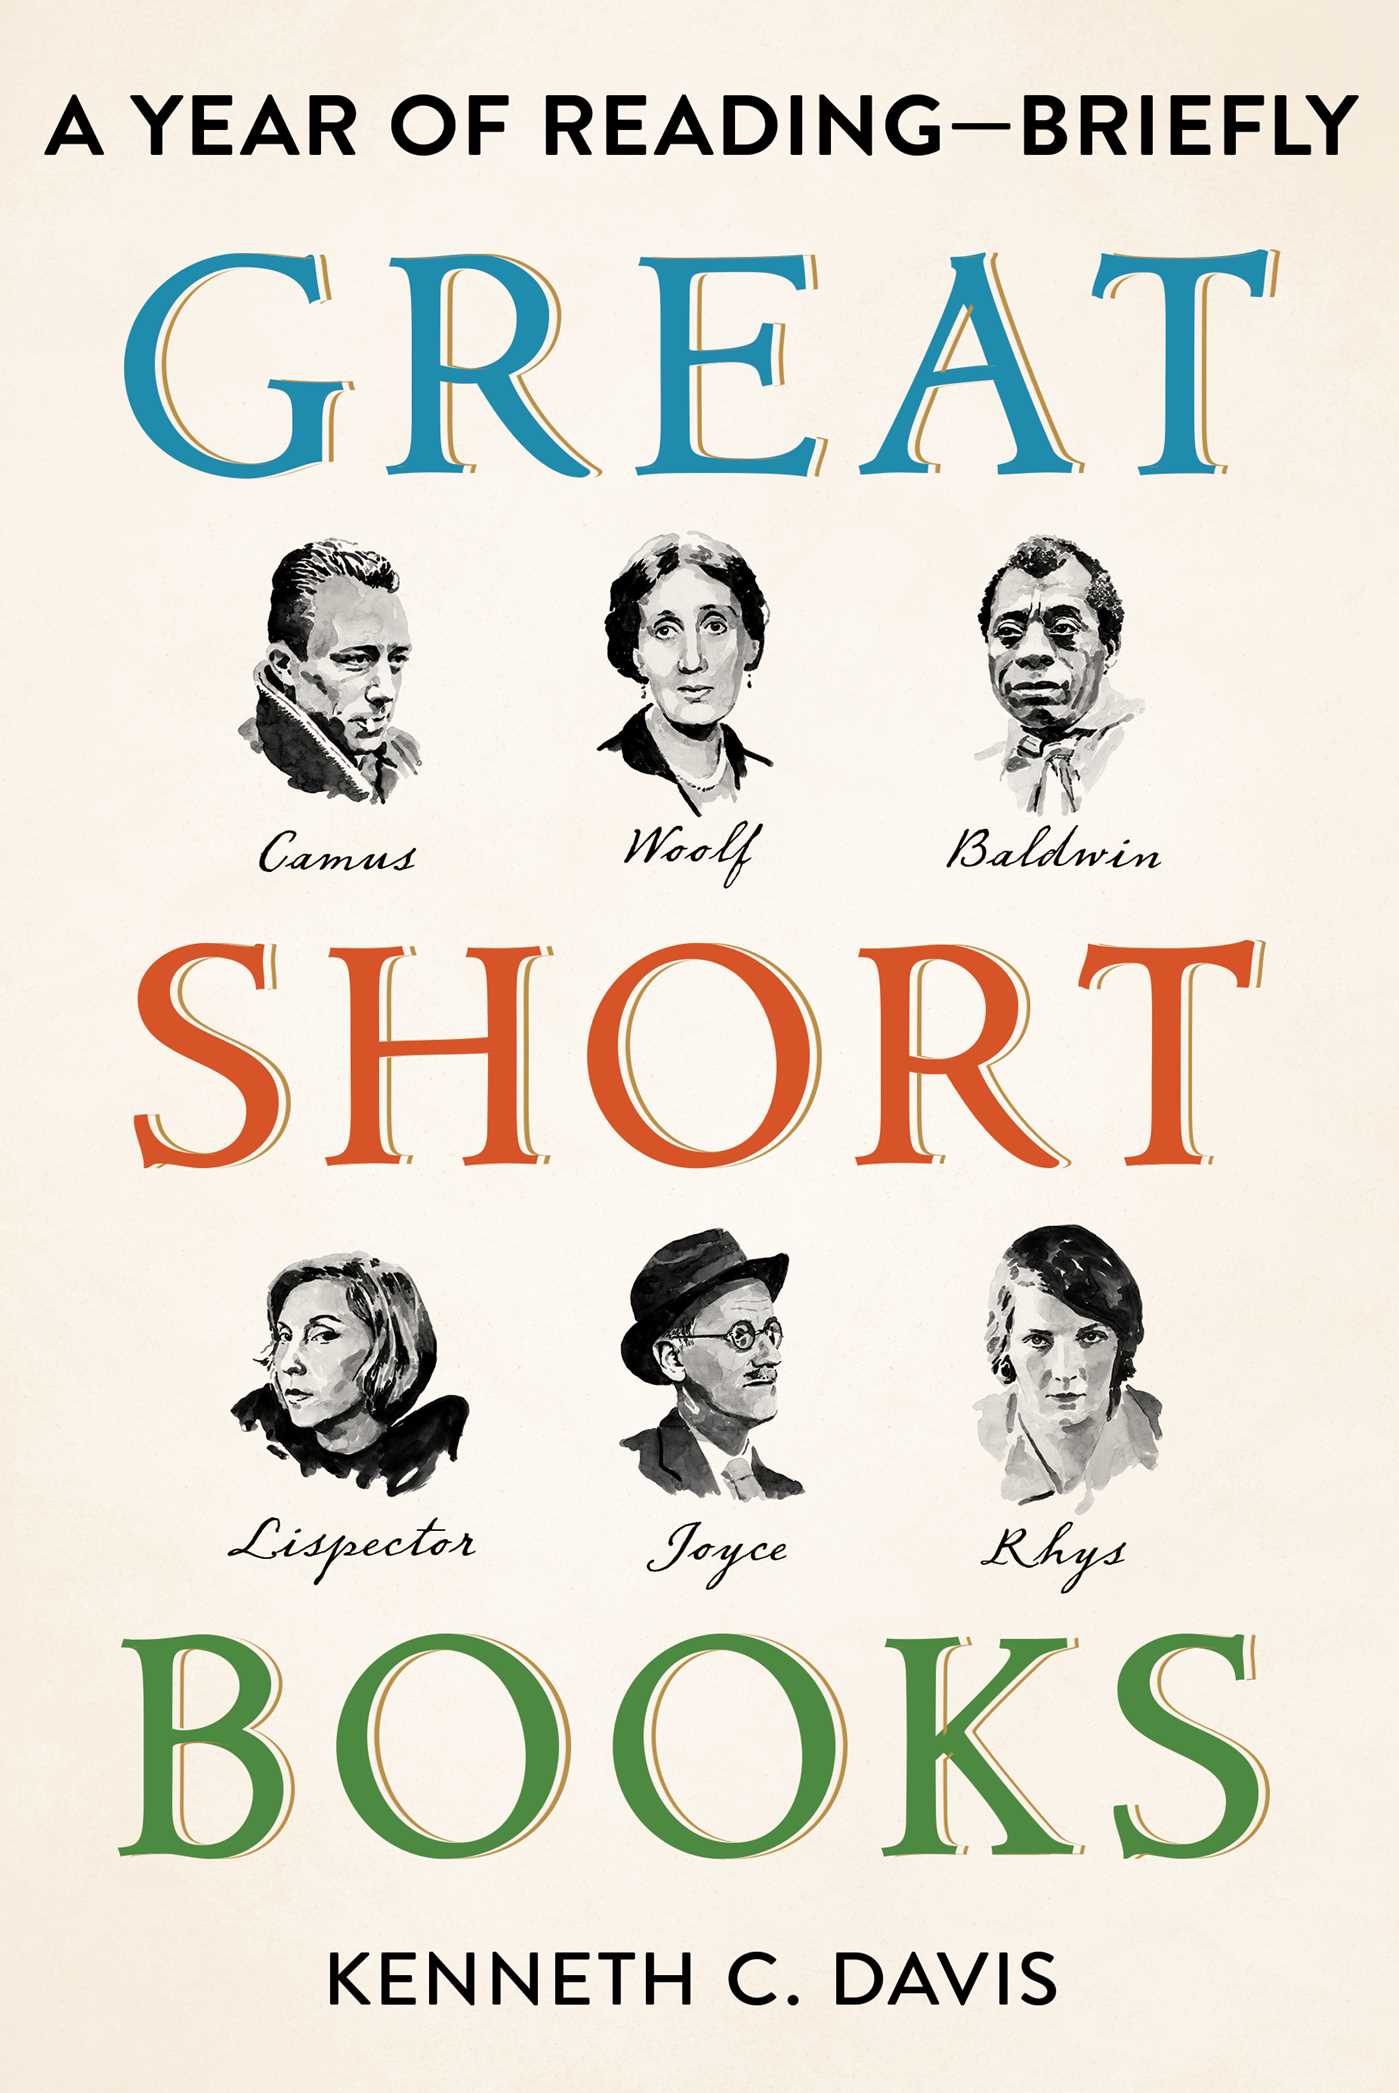 A YEAR OF READING—BRIEFLY
GREAT
Camus Woolf Baldwin
SHORT
Lispector Joyce Rhys
BOOKS
KENNETH C. DAVIS